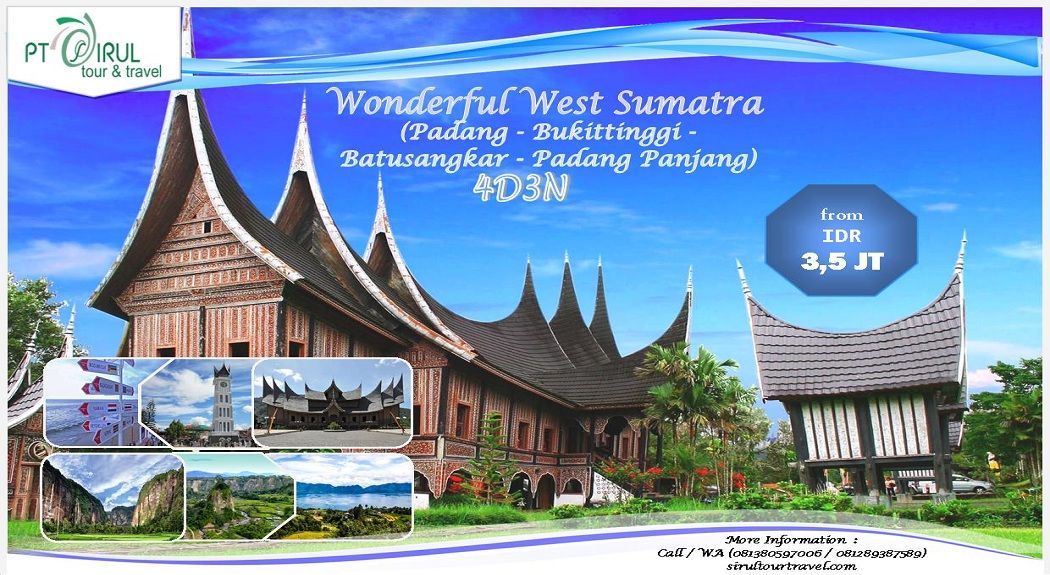 PT SIRUL
tour & travel
Wonderful West Sumatra
(Padang - Bukittinggi -
Batusangkar - Padang Panjang)
4D3N
from
IDR
3,5 JT
More Information :
Call / WA (081380597006 / 081289387589)
sirultourtravel.com